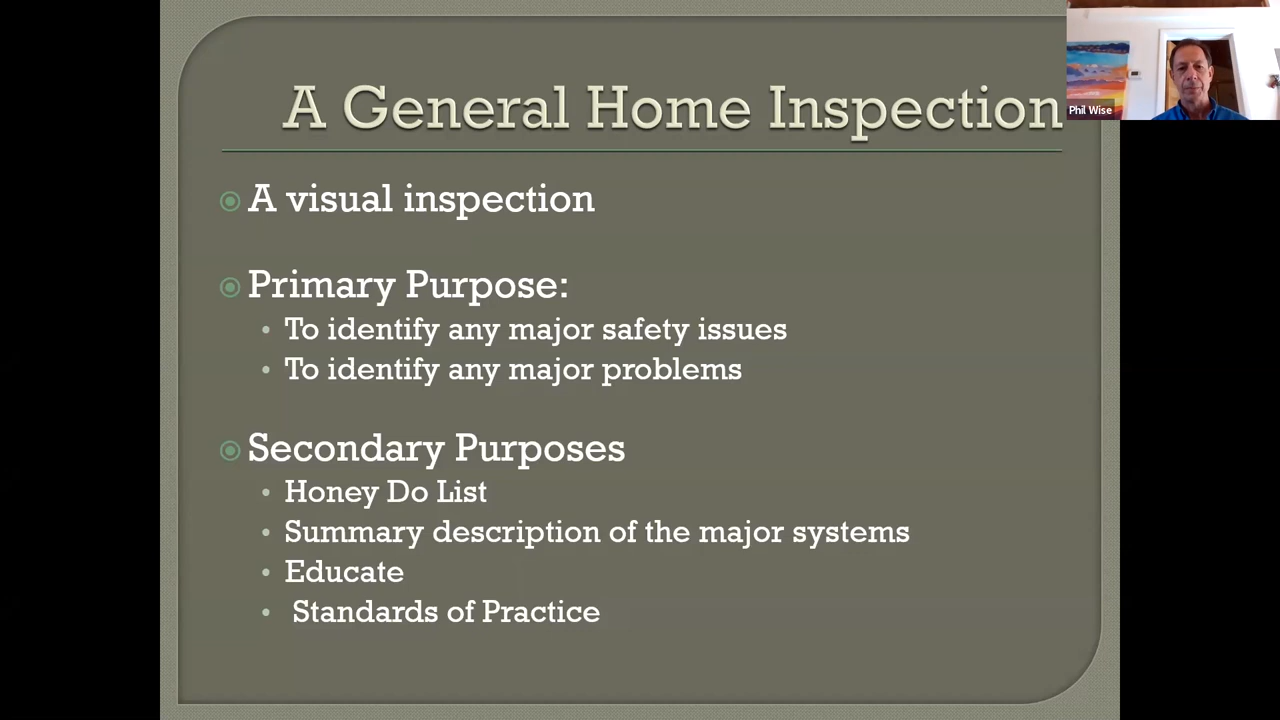 A General Home Inspection
Phil Wise
A visual inspection
Primary Purpose:
To identify any major safety issues
To identify any major problems
Secondary Purposes
Honey Do List
Summary description of the major systems
Educate
Standards of Practice